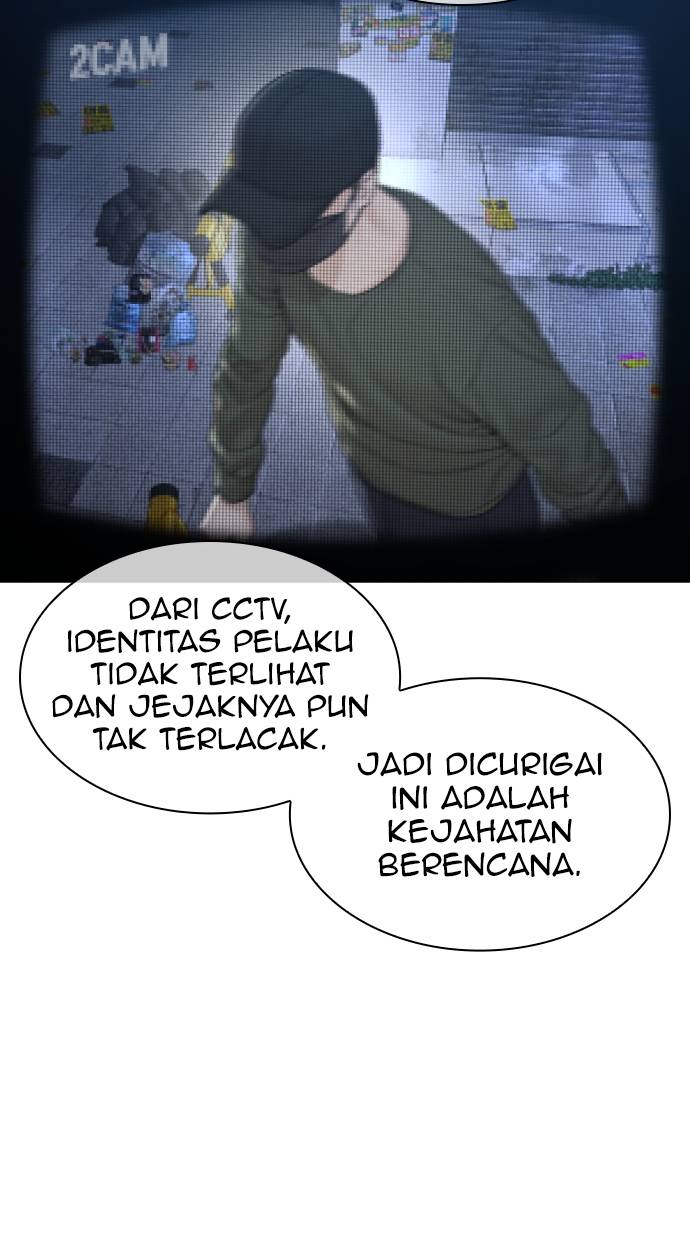 2CAM
DARI CCTV,
IDENTITAS PELAKU
TIDAK TERLIHAT
DAN JEJAKNYA PUN
TAK TERLACAK.
JADI DICURIGAI
INI ADALAH
KEJAHATAN
BERENCANA.